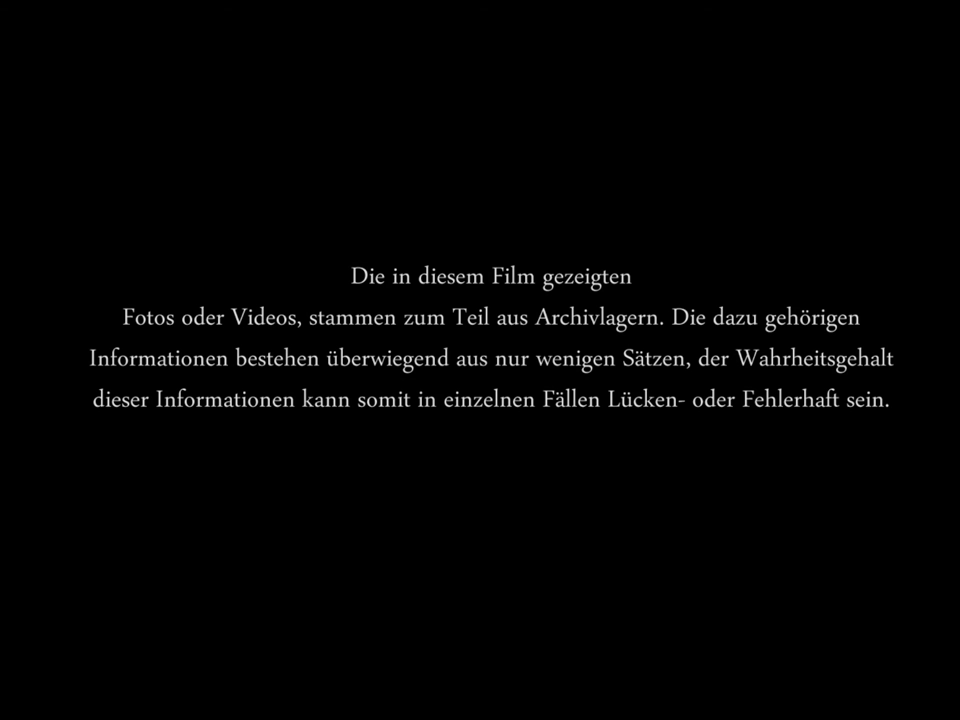 Die in diesem Film gezeigten
Fotos oder Videos, stammen zum Teil aus Archivlagern. Die dazu gehörigen
Informationen bestehen überwiegend aus nur wenigen Sätzen, der Wahrheitsgehalt
dieser Informationen kann somit in einzelnen Fällen Lücken- oder Fehlerhaft sein.